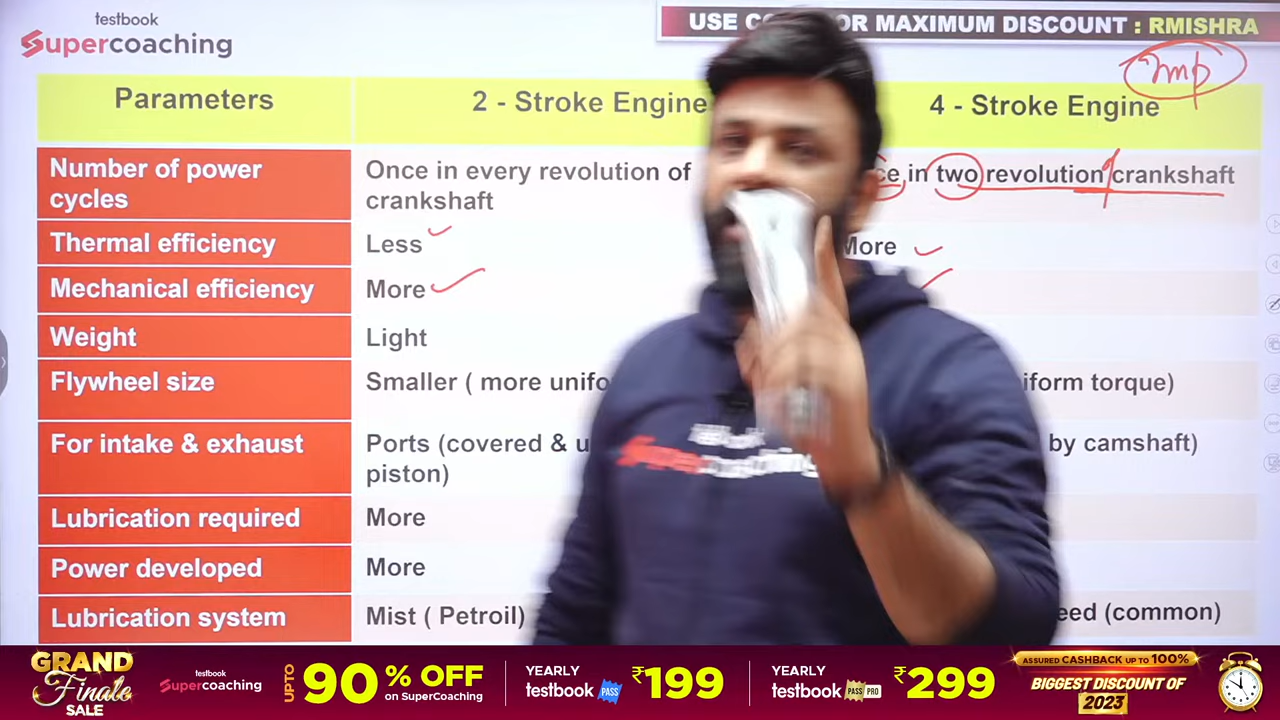 testbook
Supercoaching
USE CO OR MAXIMUM DISCOUNT : RMISHRA
Imp
Parameters
2 - Stroke Engine
4 - Stroke Engine
Number of power
cycles
Once in every revolution of
crankshaft
ce in two revolution of crankshaft
Thermal efficiency
Less
More
Mechanical efficiency
More
Weight
Light
Flywheel size
Smaller ( more unifo
iform torque)
For intake & exhaust
Ports (covered & u
piston)
by camshaft)
Lubrication required
More
Power developed
More
Lubrication system
Mist ( Petroil)
eed (common)
Supercoaching
GRAND
Finale
SALE
testbook
Supercoaching
UPTO 90% OFF
on SuperCoaching
YEARLY
testbook PASS
₹199
YEARLY
testbook PASS PRO
₹299
ASSURED CASHBACK UP TO 100%
BIGGEST DISCOUNT OF
2023